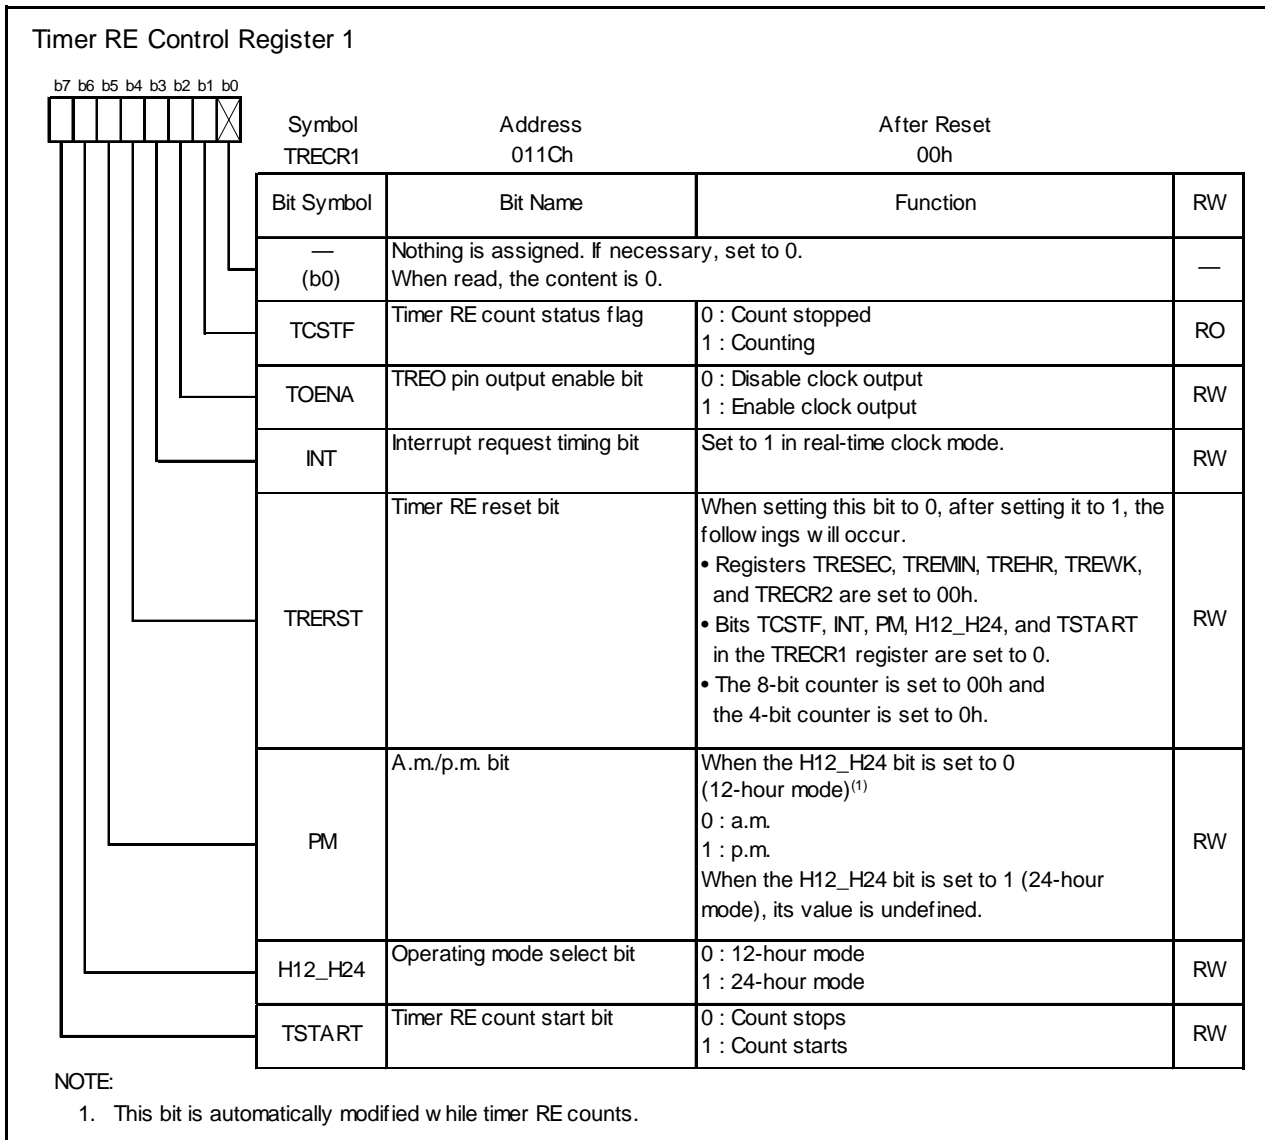 Timer RE Control Register 1
b7 b6 b5 b4 b3 b2 b1 b0
Symbol Address After Reset
TRECR1 011Ch 00h
Bit Symbol Bit Name Function RW
— (b0) Nothing is assigned. If necessary, set to 0. —
When read, the content is 0.
TCSTF Timer RE count status flag 0 : Count stopped RO
1 : Counting
TOENA TREO pin output enable bit 0 : Disable clock output RW
1 : Enable clock output
INT Interrupt request timing bit Set to 1 in real-time clock mode. RW
TRERST Timer RE reset bit When setting this bit to 0, after setting it to 1, the RW
followings will occur.
• Registers TRESEC, TREMIN, TREHR, TREWK,
and TRECR2 are set to 00h.
• Bits TCSTF, INT, PM, H12_H24, and TSTART
in the TRECR1 register are set to 0.
• The 8-bit counter is set to 00h and
the 4-bit counter is set to 0h.
PM A.m./p.m. bit When the H12_H24 bit is set to 0 RW
(12-hour mode)(1)
0 : a.m.
1 : p.m.
When the H12_H24 bit is set to 1 (24-hour
mode), its value is undefined.
H12_H24 Operating mode select bit 0 : 12-hour mode RW
1 : 24-hour mode
TSTART Timer RE count start bit 0 : Count stops RW
1 : Count starts
NOTE:
1. This bit is automatically modified while timer RE counts.